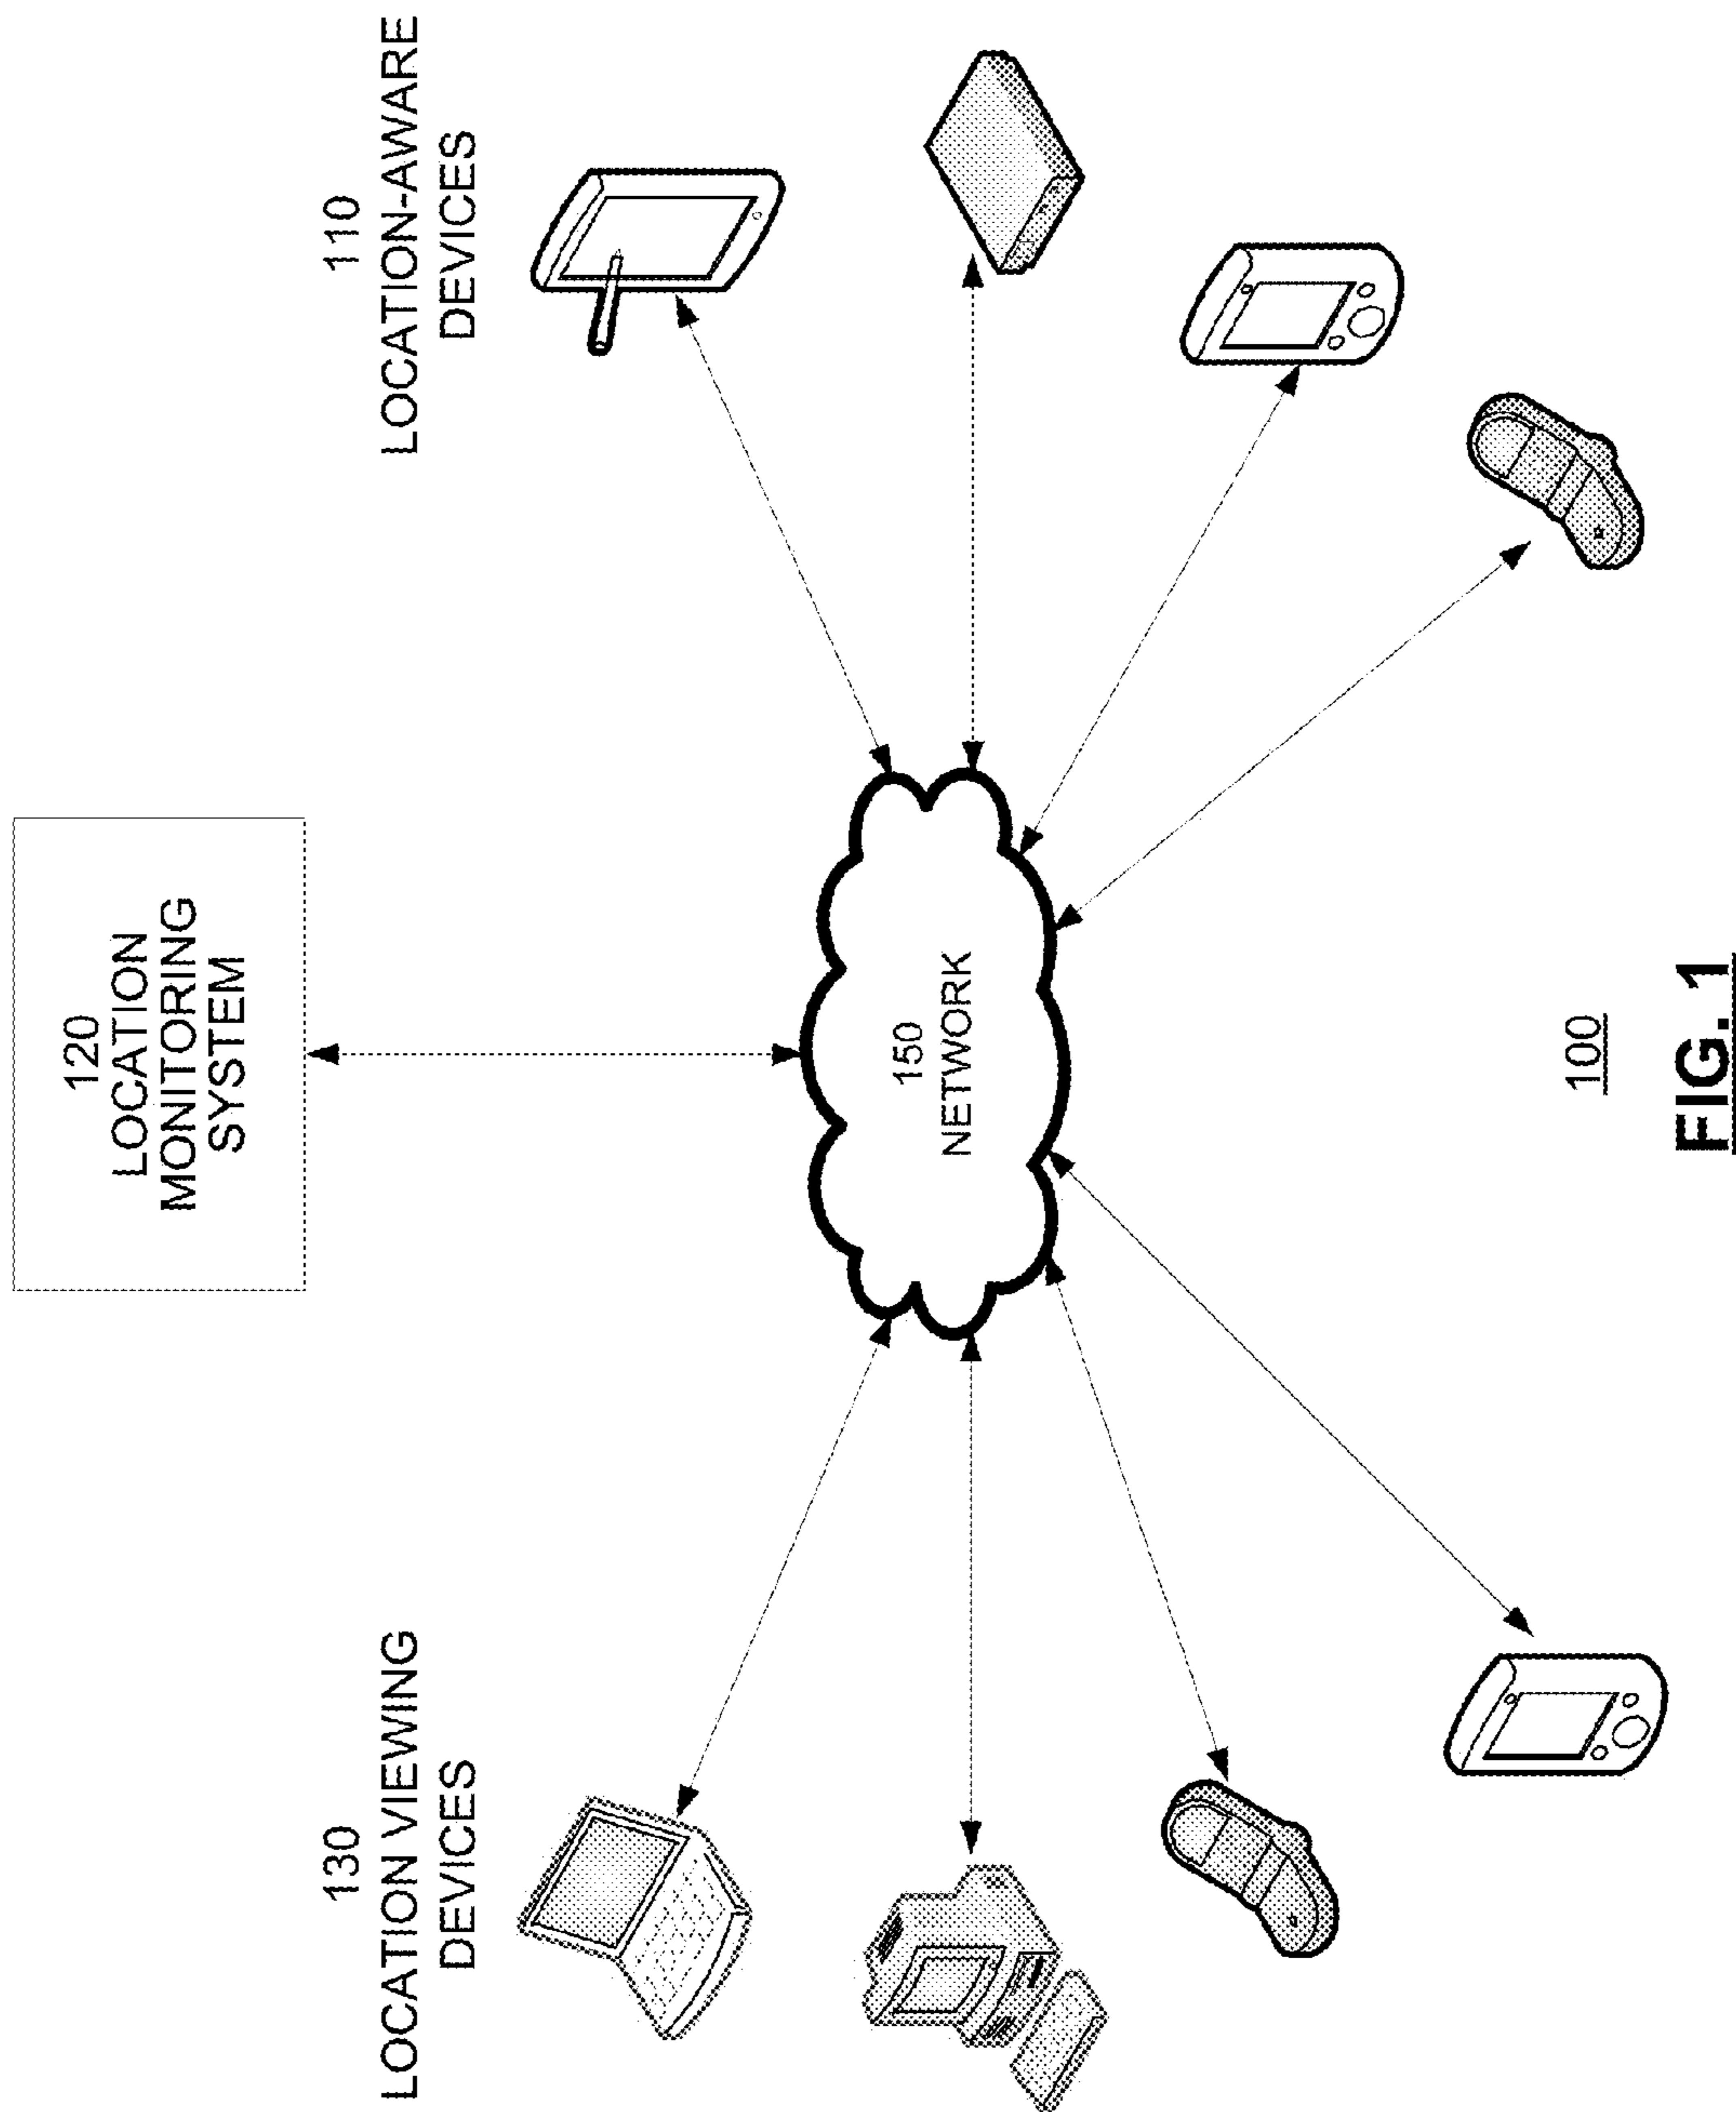 120
LOCATION
MONITORING
SYSTEM
130
LOCATION VIEWING
DEVICES
110
LOCATION-AWARE
DEVICES
150
NETWORK
100
FIG. 1